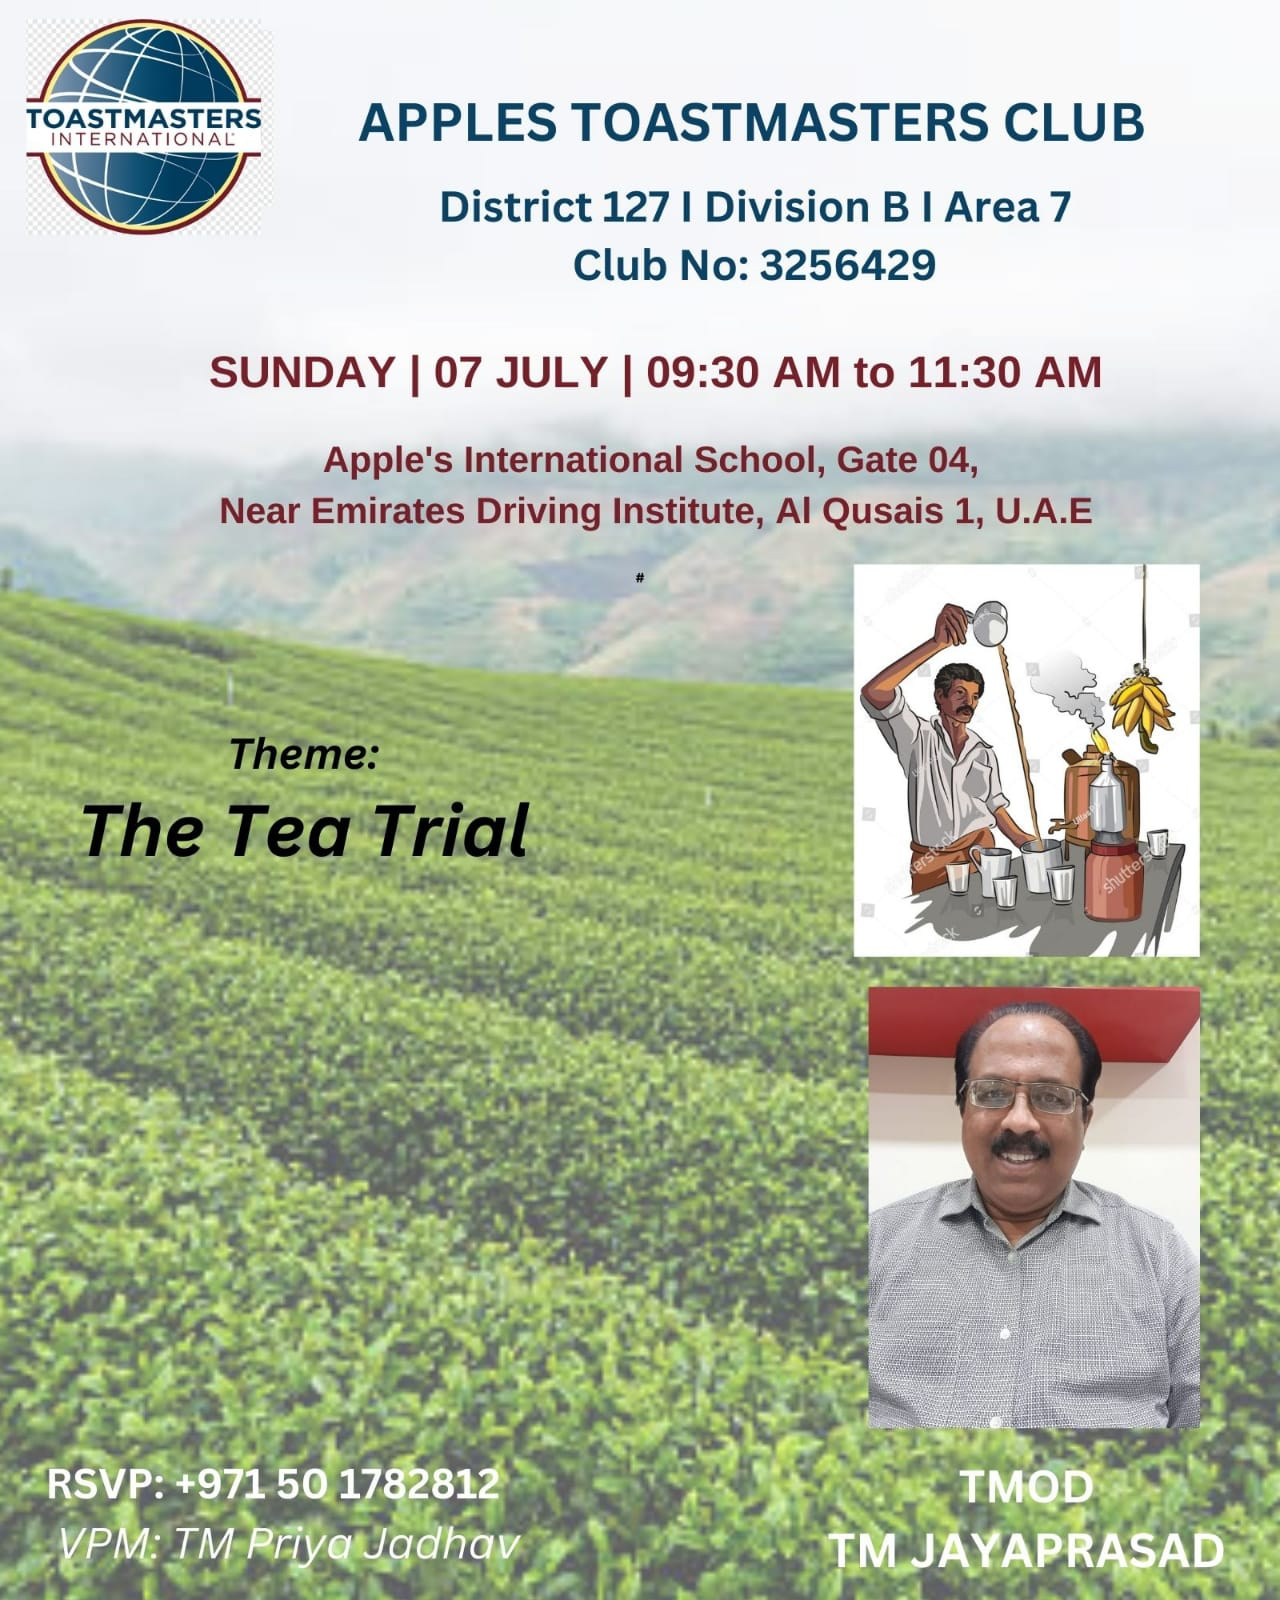 TOASTMASTERS
INTERNATIONAL
APPLES TOASTMASTERS CLUB
District 127 I Division B I Area 7
Club No: 3256429
SUNDAY | 07 JULY | 09:30 AM to 11:30 AM
Apple's International School, Gate 04,
Near Emirates Driving Institute, Al Qusais 1, U.A.E
#
Theme:
The Tea Trial
shutterstock
RSVP: +971 50 1782812
VPM: TM Priya Jadhav
TMOD
TM JAYAPRASAD